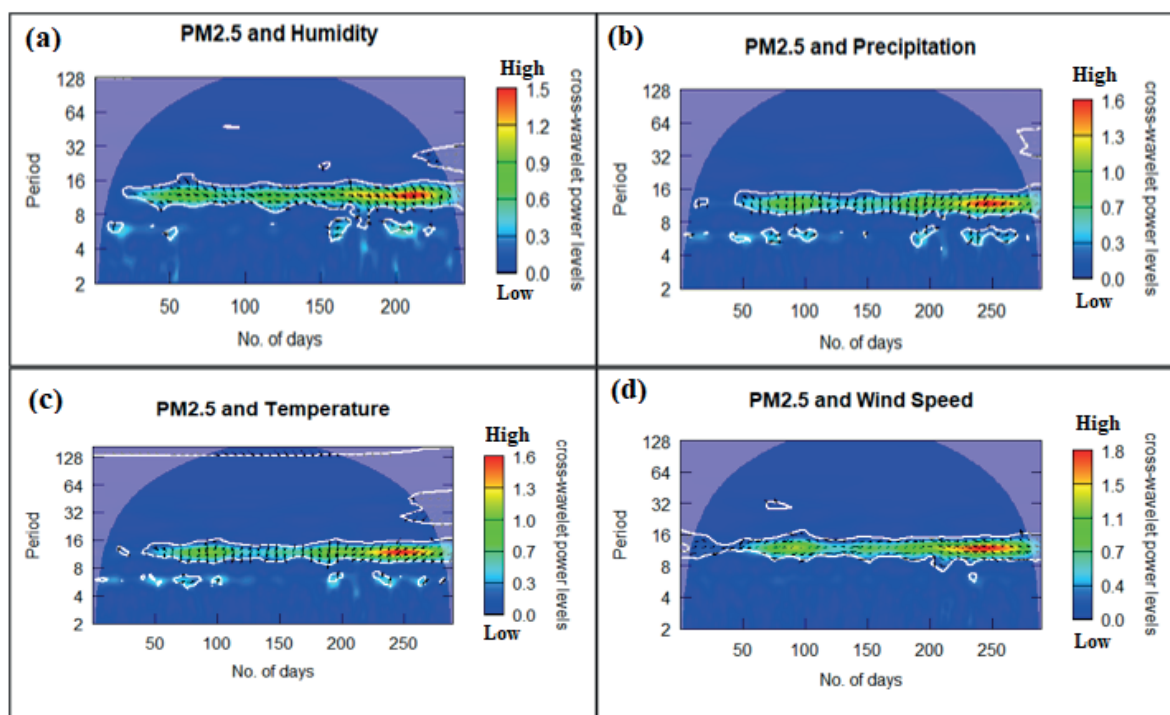 (a)
PM2.5 and Humidity
128
64
32
16
8
4
2
Period
50 100 150 200
No. of days
High
1.5
1.2
0.9
0.6
0.3
0.0
Low
cross-wavelet power levels
(b)
PM2.5 and Precipitation
128
64
32
16
8
4
2
Period
50 100 150 200 250
No. of days
High
1.6
1.3
1.0
0.7
0.3
0.0
Low
cross-wavelet power levels
(c)
PM2.5 and Temperature
128
64
32
16
8
4
2
Period
50 100 150 200 250
No. of days
High
1.6
1.3
1.0
0.7
0.3
0.0
Low
cross-wavelet power levels
(d)
PM2.5 and Wind Speed
128
64
32
16
8
4
2
Period
50 100 150 200 250
No. of days
High
1.8
1.5
1.1
0.7
0.4
0.0
Low
cross-wavelet power levels